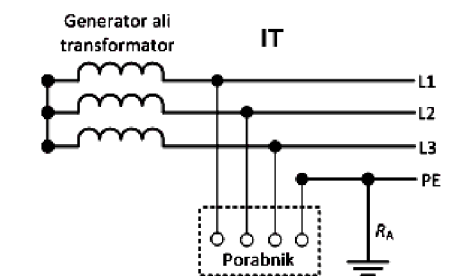 Generator ali
transformator
IT
L1
L2
L3
PE
RA
Porabnik